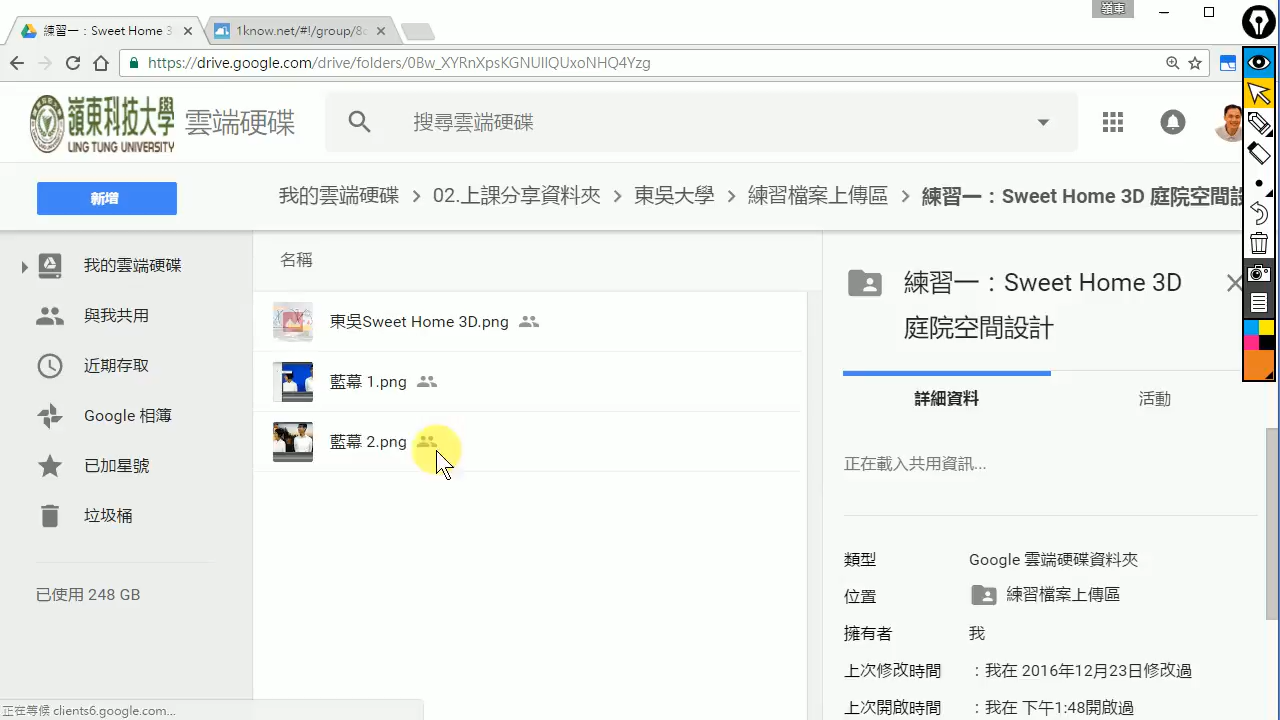 嶺東
練習一：Sweet Home 3
1know.net/#!/group/8
https://drive.google.com/drive/folders/0Bw_XYRnXpsKGNUlIQUxoNHQ4Yzg
嶺東科技大學
LING TUNG UNIVERSITY
雲端硬碟
搜尋雲端硬碟
新增
我的雲端硬碟 > 02.上課分享資料夾 > 東吳大學 > 練習檔案上傳區 > 練習一：Sweet Home 3D 庭院空間設
我的雲端硬碟
與我共用
近期存取
Google 相簿
已加星號
垃圾桶
已使用 248 GB
名稱
東吳Sweet Home 3D.png
藍幕 1.png
藍幕 2.png
練習一：Sweet Home 3D
庭院空間設計
詳細資料
活動
正在載入共用資訊...
類型
Google 雲端硬碟資料夾
位置
練習檔案上傳區
擁有者
我
上次修改時間
：我在 2016年12月23日修改過
上次開啟時間
：我在 下午1:48開啟過
正在等候 clients6.google.com...